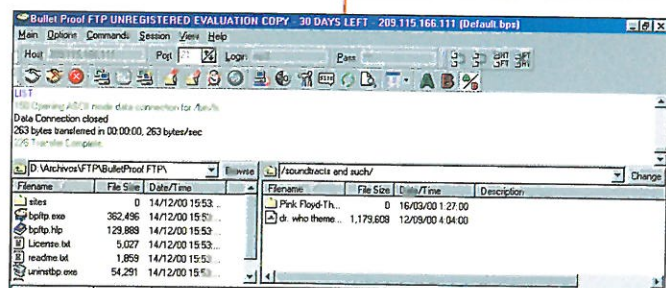 Bullet Proof FTP UNREGISTERED EVALUATION COPY - 30 DAYS LEFT - 209.115.166.111 (Default.bps)
Main Options Commands Session View Help
Host 209.115.166.111 Port 21 Login Pass
LIST
150 Opening ASCII mode data connection for /bin/ls.
Data Connection closed
263 bytes transferred in 00:00:00, 263 bytes/sec
226 Transfer Complete.
D:\Archivos\FTP\BulletProof FTP\ Browse /soundtracts and such/ Change
Filename File Size Date/Time Filename File Size Date/Time Description
sites 0 14/12/00 15:53... Pink Floyd-Th... 0 16/03/00 1:27:00
bpftp.exe 362,496 14/12/00 15:53... dr. who theme... 1,179,608 12/09/00 4:04:00
bpftp.hlp 129,889 14/12/00 15:53...
License.txt 5,027 14/12/00 15:53...
readme.txt 1,859 14/12/00 15:53...
uninstbp.exe 54,291 14/12/00 15:53...